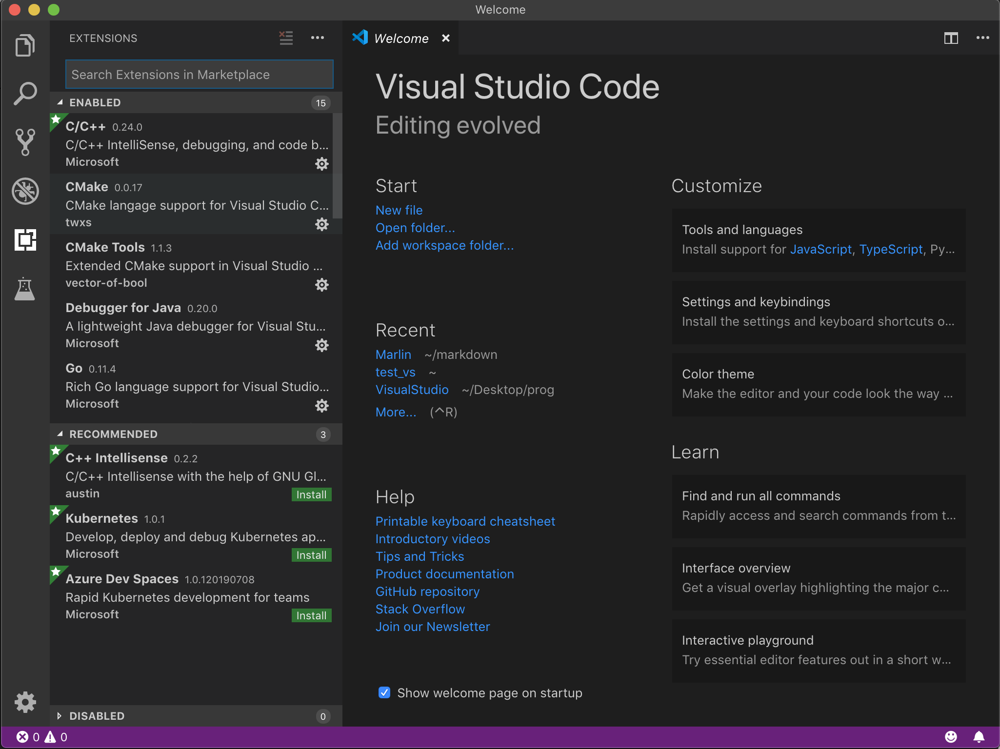 Welcome
EXTENSIONS
Search Extensions in Marketplace
ENABLED 15
C/C++ 0.24.0
C/C++ IntelliSense, debugging, and code b...
Microsoft
CMake 0.0.17
CMake langage support for Visual Studio C...
twxs
CMake Tools 1.1.3
Extended CMake support in Visual Studio ...
vector-of-bool
Debugger for Java 0.20.0
A lightweight Java debugger for Visual Stu...
Microsoft
Go 0.11.4
Rich Go language support for Visual Studio...
Microsoft
RECOMMENDED 3
C++ Intellisense 0.2.2
C/C++ Intellisense with the help of GNU Gl...
austin Install
Kubernetes 1.0.1
Develop, deploy and debug Kubernetes ap...
Microsoft Install
Azure Dev Spaces 1.0.120190708
Rapid Kubernetes development for teams
Microsoft Install
DISABLED 0
Welcome
Visual Studio Code
Editing evolved
Start
New file
Open folder...
Add workspace folder...
Recent
Marlin ~/markdown
test_vs ~
VisualStudio ~/Desktop/prog
More... (^R)
Help
Printable keyboard cheatsheet
Introductory videos
Tips and Tricks
Product documentation
GitHub repository
Stack Overflow
Join our Newsletter
Show welcome page on startup
Customize
Tools and languages
Install support for JavaScript, TypeScript, Py...
Settings and keybindings
Install the settings and keyboard shortcuts o...
Color theme
Make the editor and your code look the way ...
Learn
Find and run all commands
Rapidly access and search commands from t...
Interface overview
Get a visual overlay highlighting the major c...
Interactive playground
Try essential editor features out in a short w...
0 0